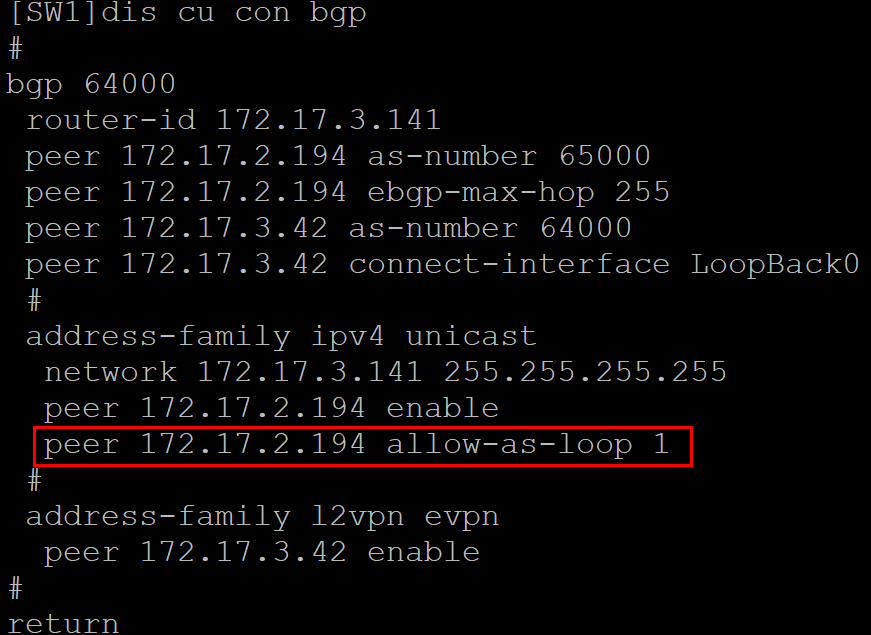 [SW1]dis cu con bgp
#
bgp 64000
router-id 172.17.3.141
peer 172.17.2.194 as-number 65000
peer 172.17.2.194 ebgp-max-hop 255
peer 172.17.3.42 as-number 64000
peer 172.17.3.42 connect-interface LoopBack0
#
address-family ipv4 unicast
network 172.17.3.141 255.255.255.255
peer 172.17.2.194 enable
peer 172.17.2.194 allow-as-loop 1
#
address-family l2vpn evpn
peer 172.17.3.42 enable
#
return